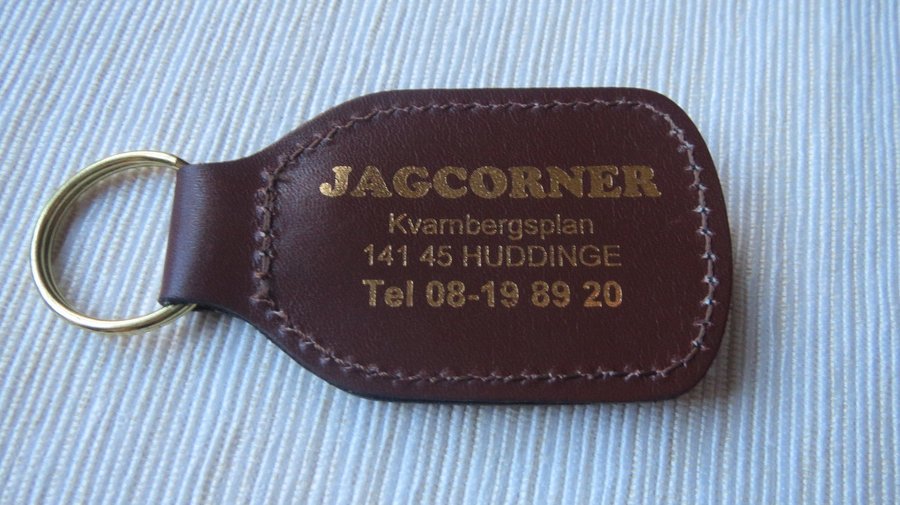 JAGCORNER
Kvarnbergsplan
141 45 HUDDINGE
Tel 08-19 89 20